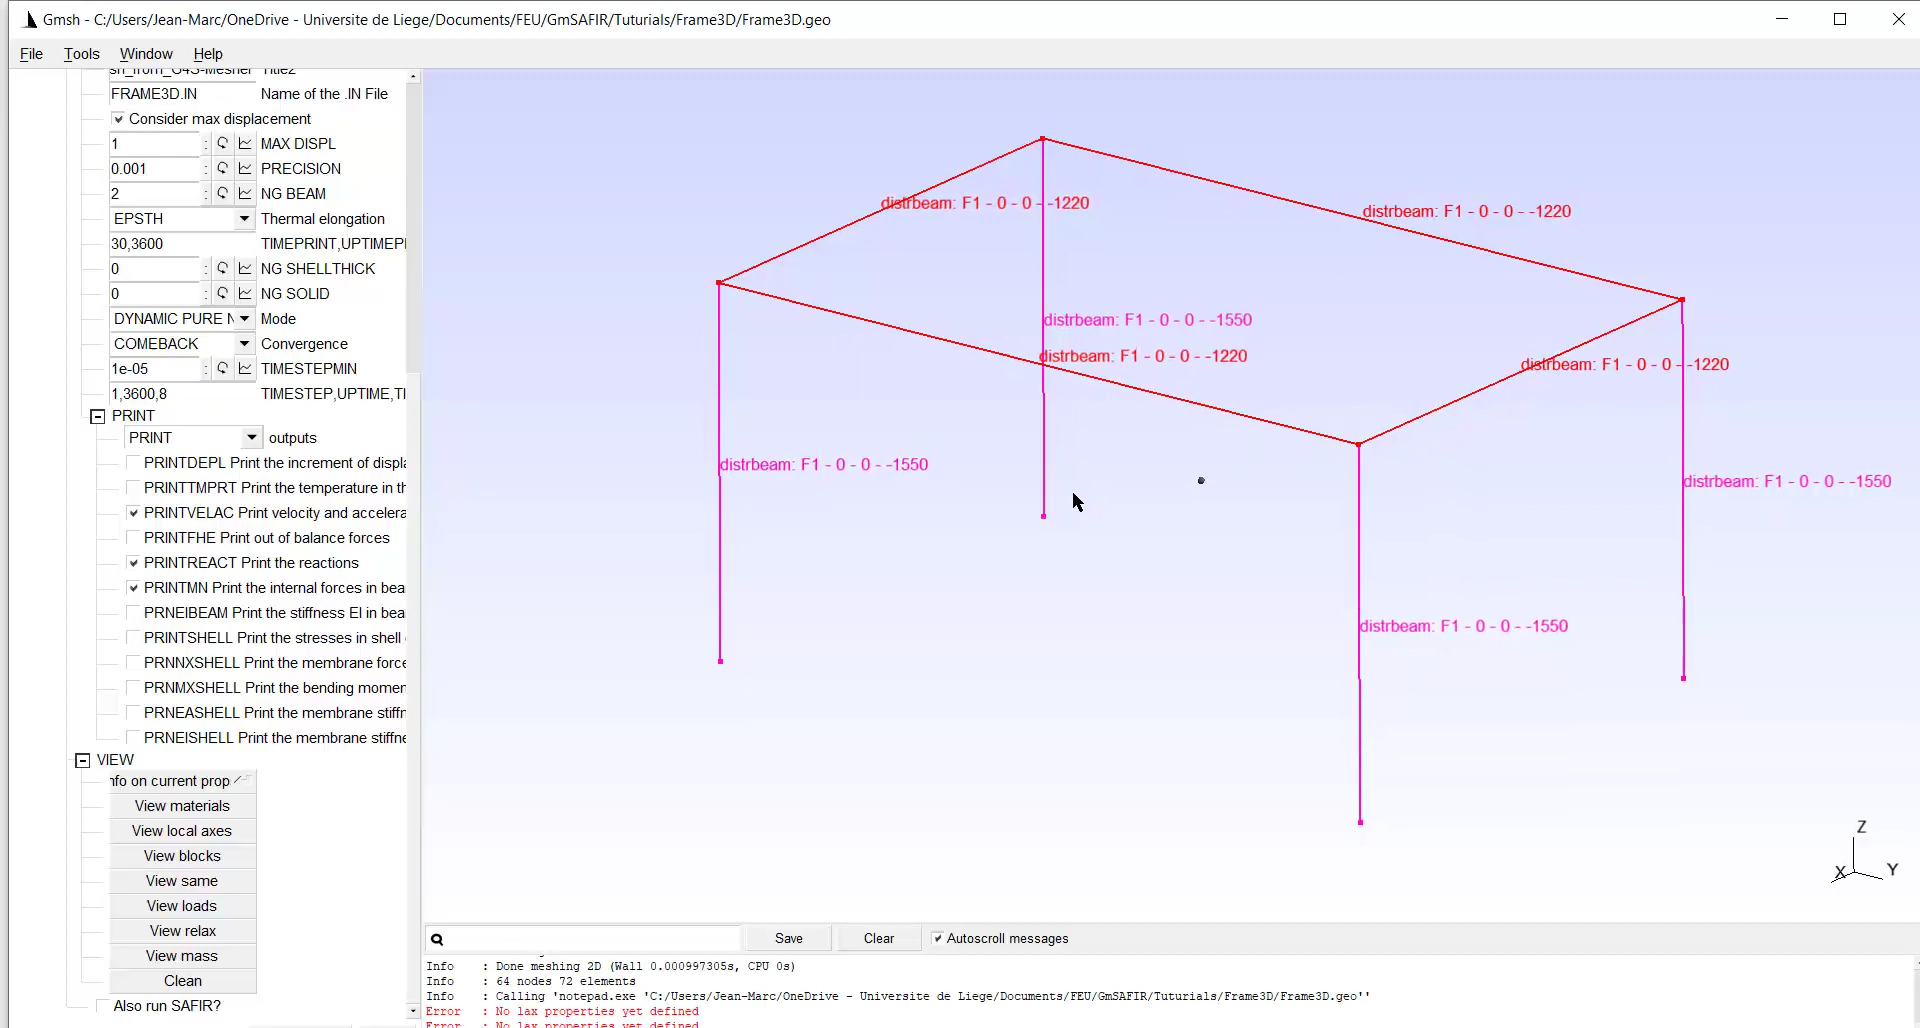 Gmsh - C:/Users/Jean-Marc/OneDrive - Universite de Liege/Documents/FEU/GmSAFIR/Tuturials/Frame3D/Frame3D.geo
File Tools Window Help
sh_from_G4S-Mesher Title2
FRAME3D.IN Name of the .IN File
Consider max displacement
1 : MAX DISPL
0.001 : PRECISION
2 : NG BEAM
EPSTH Thermal elongation
30,3600 TIMEPRINT,UPTIMEP
0 : NG SHELLTHICK
0 : NG SOLID
DYNAMIC PURE N Mode
COMEBACK Convergence
1e-05 : TIMESTEPMIN
1,3600,8 TIMESTEP,UPTIME,TI
PRINT
PRINT outputs
PRINTDEPL Print the increment of displa
PRINTTMPRT Print the temperature in th
PRINTVELAC Print velocity and accelera
PRINTFHE Print out of balance forces
PRINTREACT Print the reactions
PRINTMN Print the internal forces in bea
PRNEIBEAM Print the stiffness EI in bea
PRINTSHELL Print the stresses in shell
PRNNXSHELL Print the membrane force
PRNMXSHELL Print the bending momen
PRNEASHELL Print the membrane stiffn
PRNEISHELL Print the membrane stiffne
VIEW
nfo on current prop
View materials
View local axes
View blocks
View same
View loads
View relax
View mass
Clean
Also run SAFIR?
distrbeam: F1 - 0 - 0 - -1220
distrbeam: F1 - 0 - 0 - -1220
distrbeam: F1 - 0 - 0 - -1550
distrbeam: F1 - 0 - 0 - -1220
distrbeam: F1 - 0 - 0 - -1220
distrbeam: F1 - 0 - 0 - -1550
distrbeam: F1 - 0 - 0 - -1550
distrbeam: F1 - 0 - 0 - -1550
Z
X Y
Save Clear Autoscroll messages
Info : Done meshing 2D (Wall 0.000997305s, CPU 0s)
Info : 64 nodes 72 elements
Info : Calling 'notepad.exe 'C:/Users/Jean-Marc/OneDrive - Universite de Liege/Documents/FEU/GmSAFIR/Tuturials/Frame3D/Frame3D.geo''
Error : No lax properties yet defined
Error : No lax properties yet defined